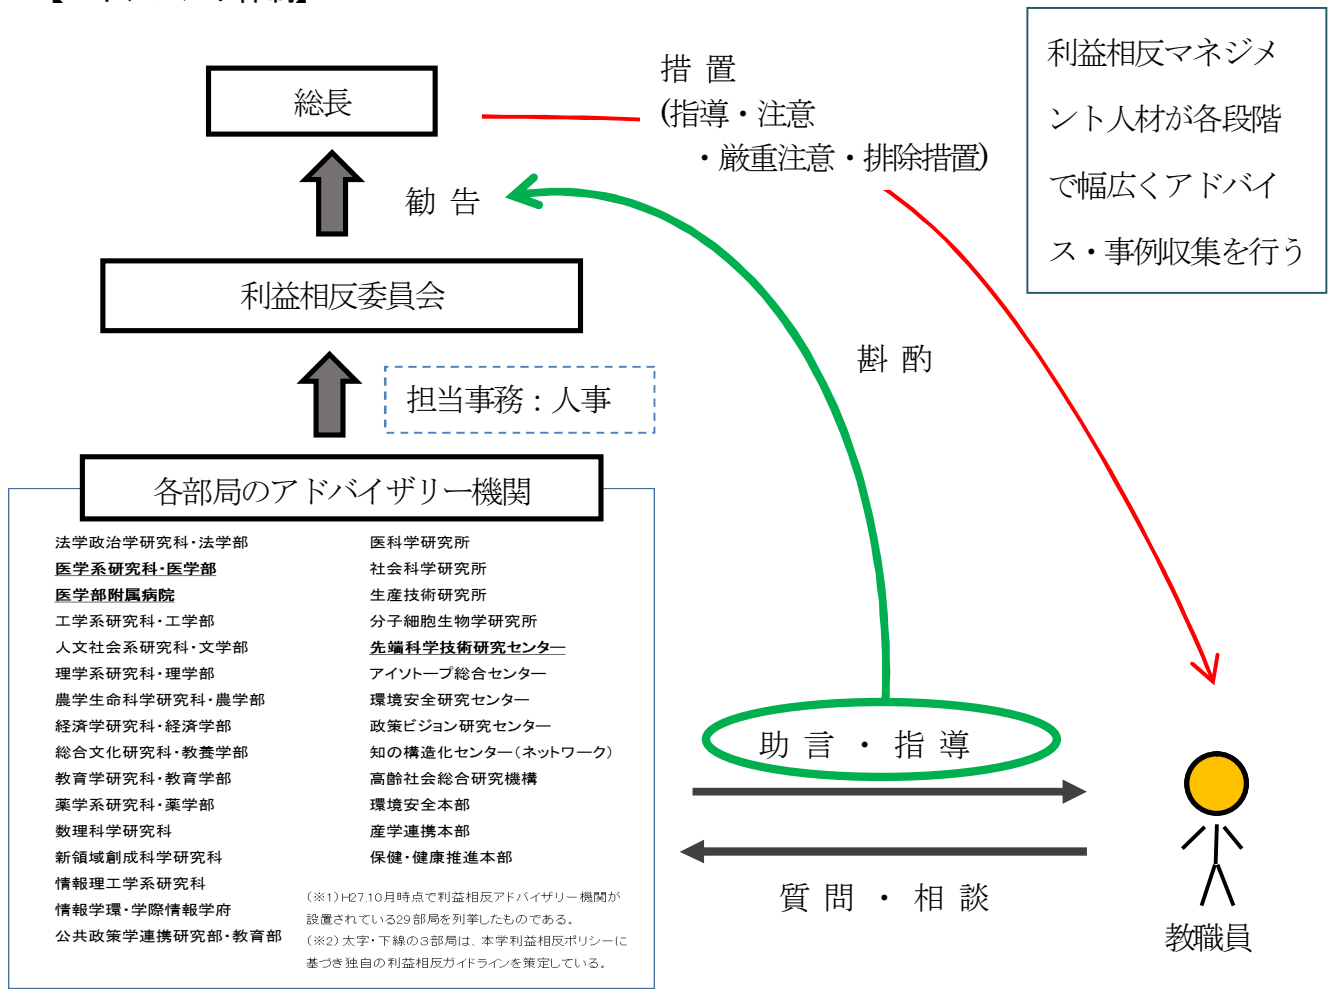 総長
措 置
(指導・注意
・厳重注意・排除措置)
利益相反マネジメ
ント人材が各段階
で幅広くアドバイ
ス・事例収集を行う
勧 告
利益相反委員会
斟 酌
担当事務：人事
各部局のアドバイザリー機関
法学政治学研究科・法学部
医学系研究科・医学部
医学部附属病院
工学系研究科・工学部
人文社会系研究科・文学部
理学系研究科・理学部
農学生命科学研究科・農学部
経済学研究科・経済学部
総合文化研究科・教養学部
教育学研究科・教育学部
薬学系研究科・薬学部
数理科学研究科
新領域創成科学研究科
情報理工学系研究科
情報学環・学際情報学府
公共政策学連携研究部・教育部
医科学研究所
社会科学研究所
生産技術研究所
分子細胞生物学研究所
先端科学技術研究センター
アイソトープ総合センター
環境安全研究センター
政策ビジョン研究センター
知の構造化センター（ネットワーク）
高齢社会総合研究機構
環境安全本部
産学連携本部
保健・健康推進本部
（※1）H27.10月時点で利益相反アドバイザリー機関が
設置されている29部局を列挙したものである。
（※2）太字・下線の3部局は、本学利益相反ポリシーに
基づき独自の利益相反ガイドラインを策定している。
助 言 ・ 指 導
質 問 ・ 相 談
教職員